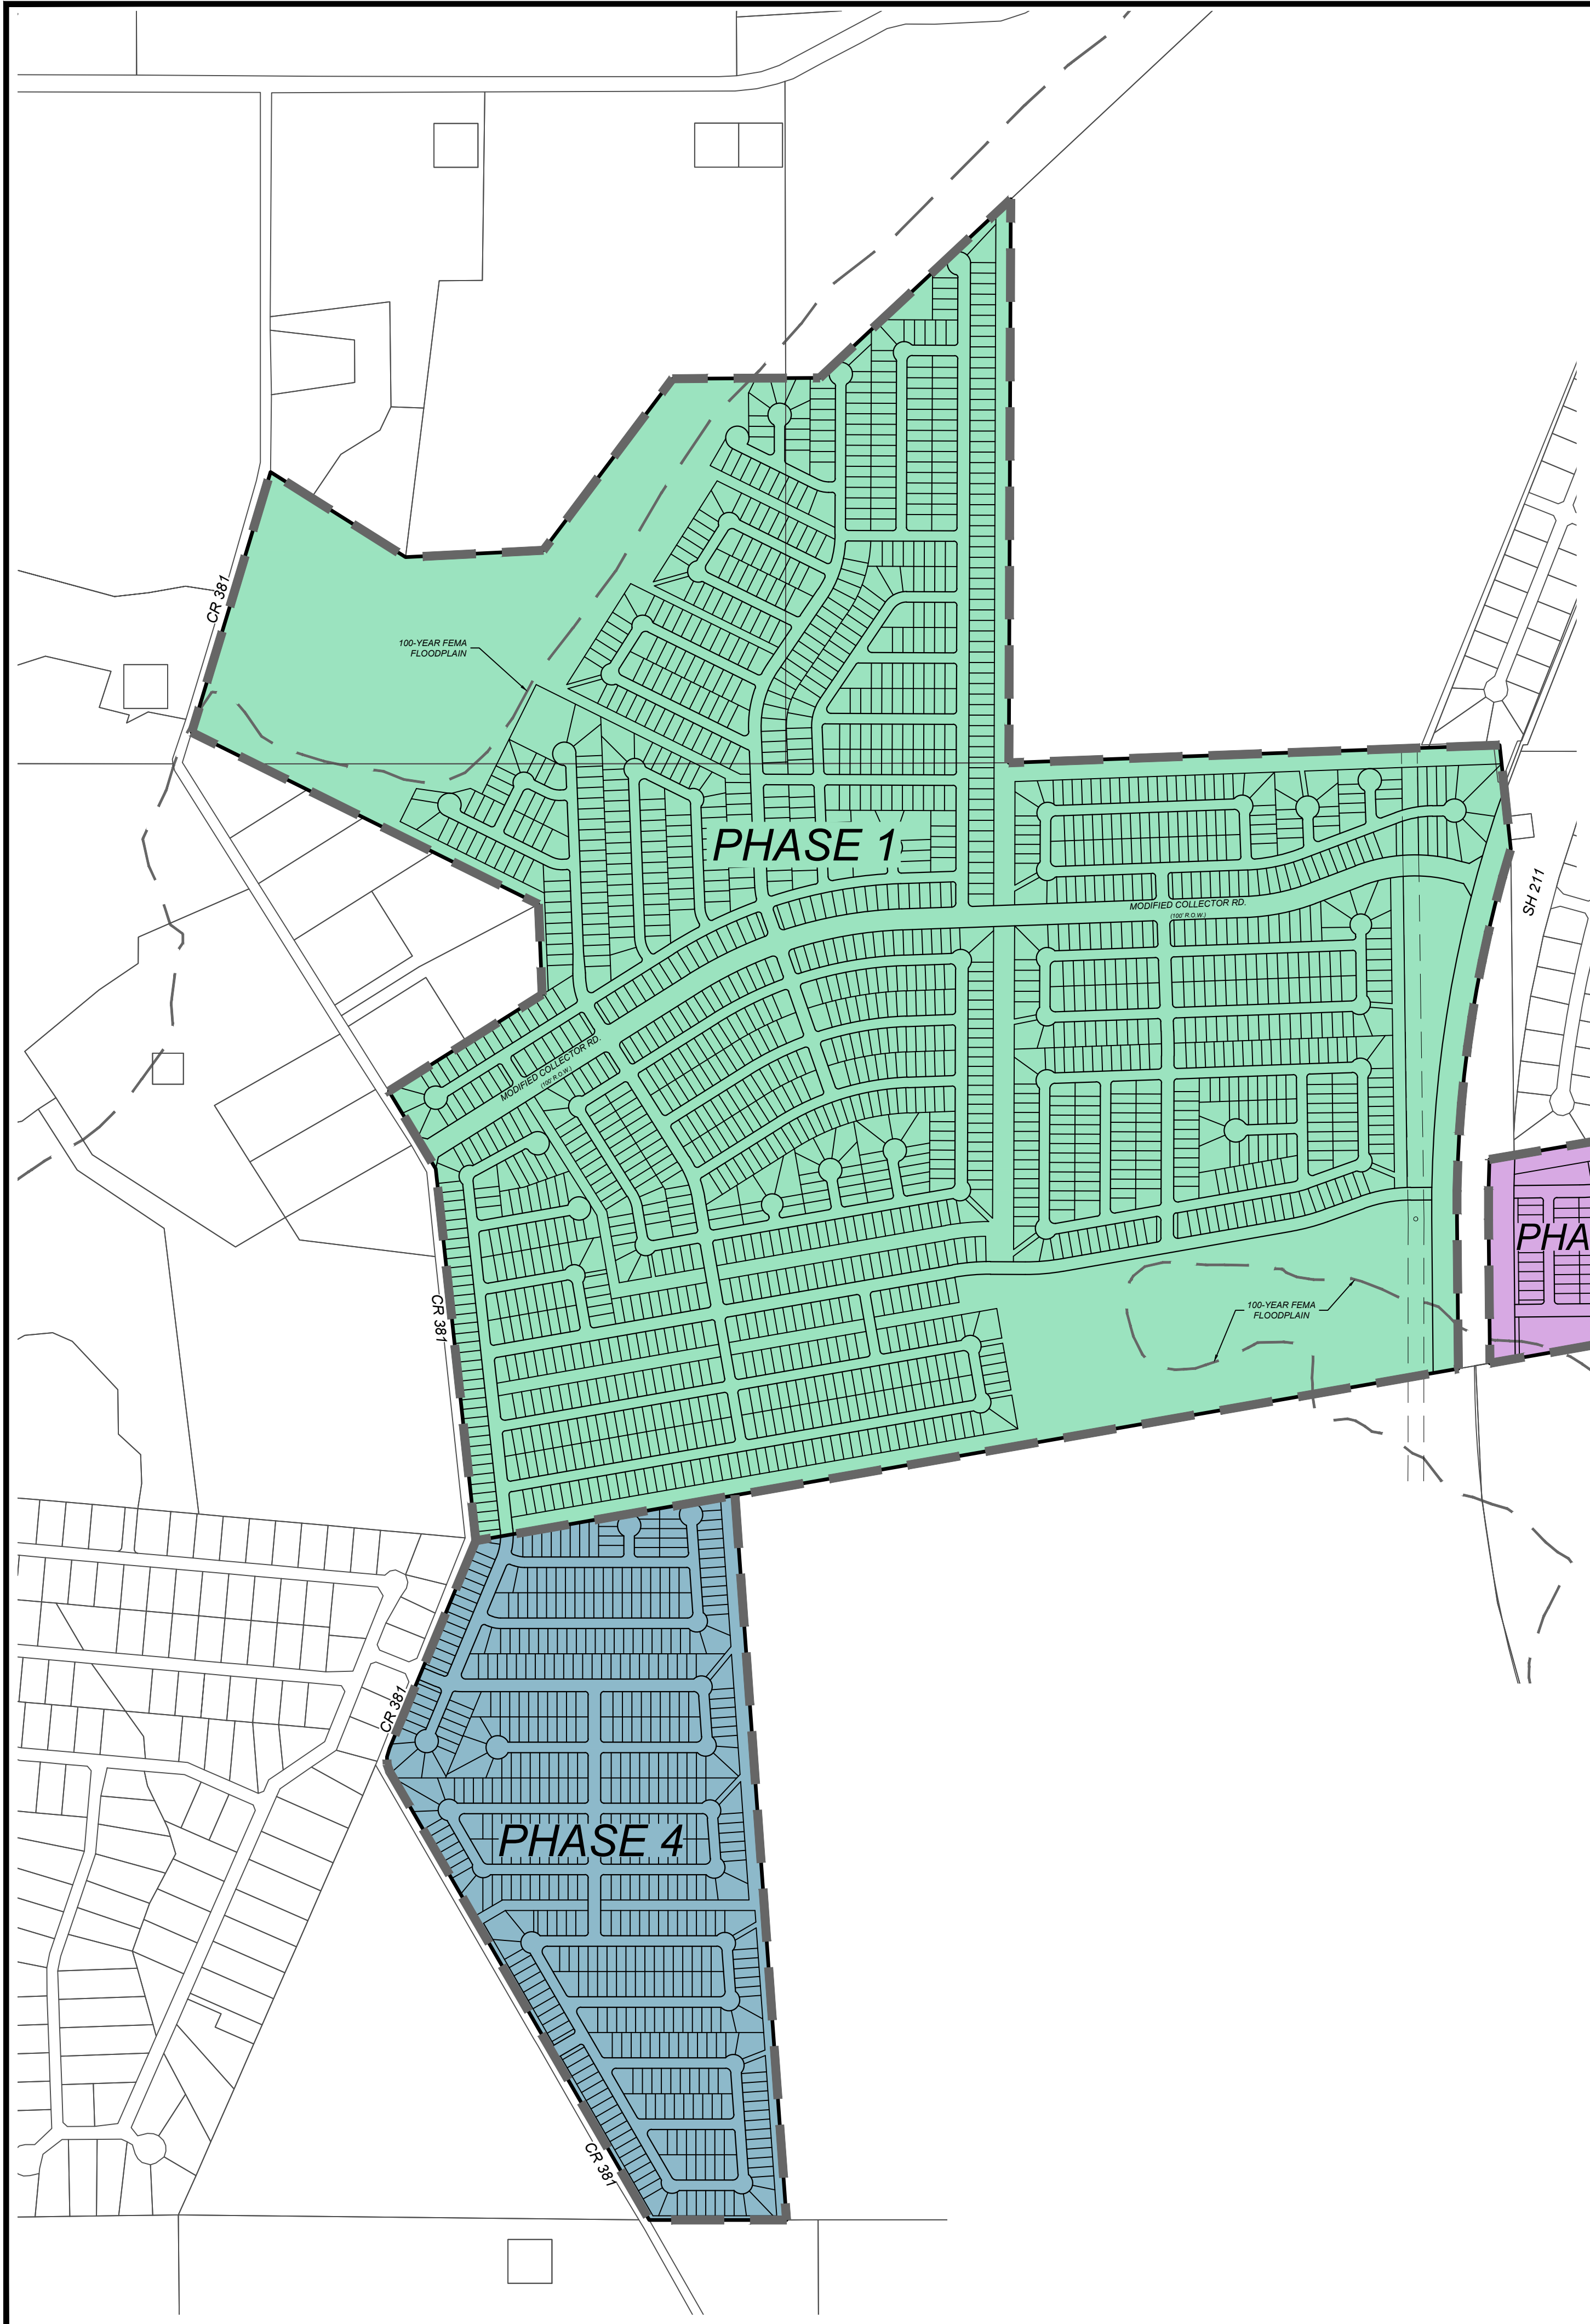 CR 381
100-YEAR FEMA
FLOODPLAIN
PHASE 1
SH 211
MODIFIED COLLECTOR RD.
(100' R.O.W.)
MODIFIED COLLECTOR RD.
(100' R.O.W.)
PHA
CR 381
100-YEAR FEMA
FLOODPLAIN
CR 381
PHASE 4
CR 381